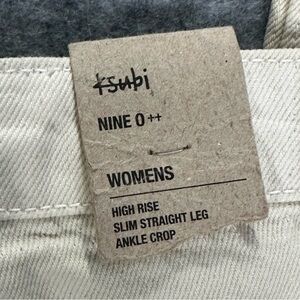 ksubi
NINE O++
WOMENS
HIGH RISE
SLIM STRAIGHT LEG
ANKLE CROP